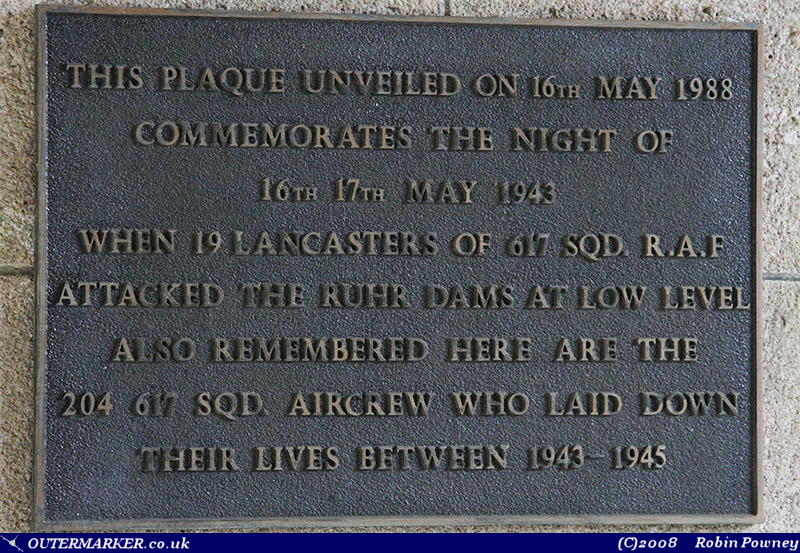 THIS PLAQUE UNVEILED ON 16TH MAY 1988
COMMEMORATES THE NIGHT OF
16TH 17TH MAY 1943
WHEN 19 LANCASTERS OF 617 SQD. R.A.F
ATTACKED THE RUHR DAMS AT LOW LEVEL
ALSO REMEMBERED HERE ARE THE
204 617 SQD. AIRCREW WHO LAID DOWN
THEIR LIVES BETWEEN 1943-1945
OUTERMARKER.co.uk (C)2008 Robin Powney